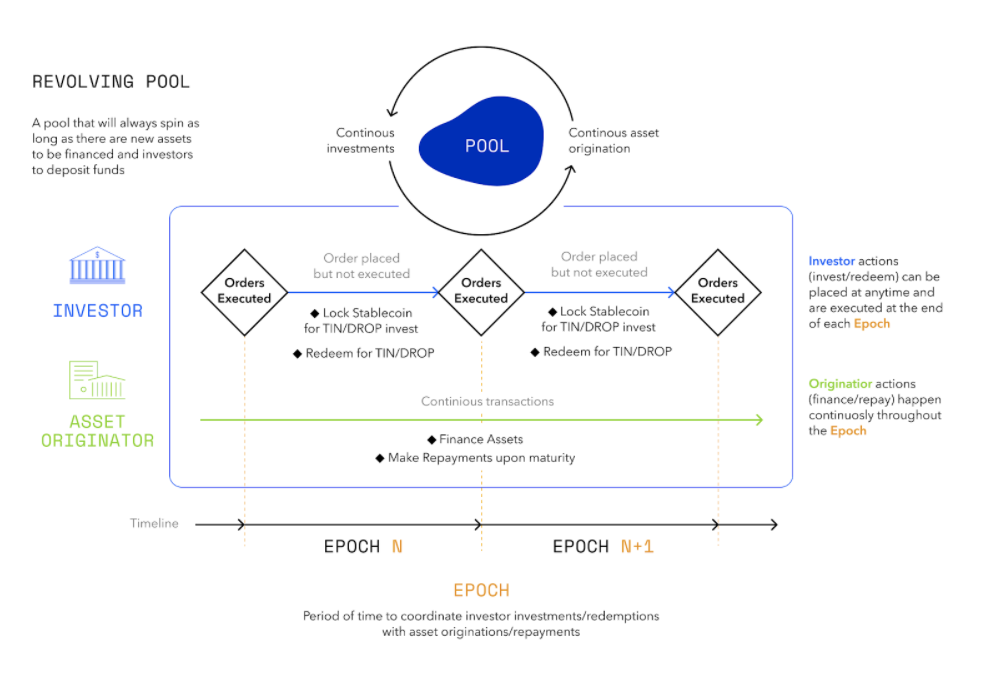 REVOLVING POOL
A pool that will always spin as
long as there are new assets
to be financed and investors
to deposit funds
Continous
investments
POOL
Continous asset
origination
$
INVESTOR
Orders
Executed
Order placed
but not executed
◆ Lock Stablecoin
for TIN/DROP invest
◆ Redeem for TIN/DROP
Orders
Executed
Order placed
but not executed
◆ Lock Stablecoin
for TIN/DROP invest
◆ Redeem for TIN/DROP
Orders
Executed
Investor actions
(invest/redeem) can be
placed at anytime and
are executed at the end
of each Epoch
ASSET
ORIGINATOR
Continious transactions
◆ Finance Assets
◆ Make Repayments upon maturity
Originatior actions
(finance/repay) happen
continuosly throughout
the Epoch
Timeline
EPOCH N
EPOCH N+1
EPOCH
Period of time to coordinate investor investments/redemptions
with asset originations/repayments